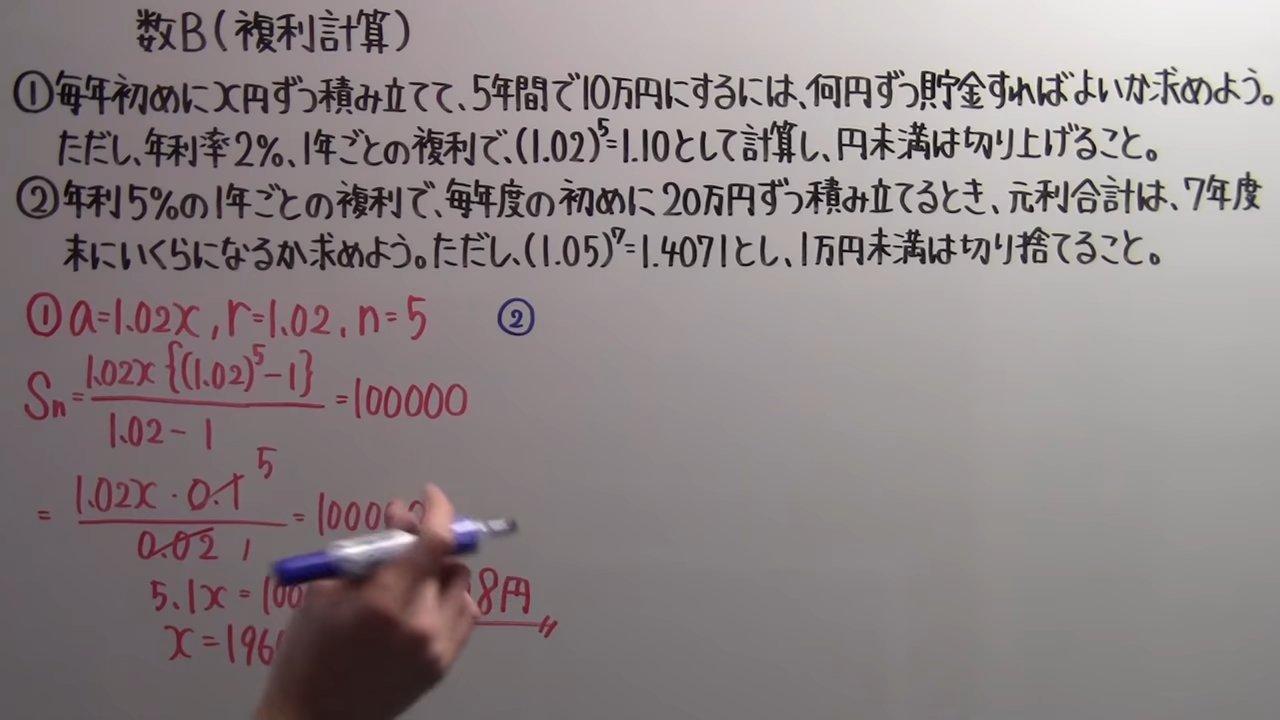 数B(複利計算)
①毎年初めにx円ずつ積み立てて、5年間で10万円にするには、何円ずつ貯金すればよいか求めよう。
ただし、年利率2%、1年ごとの複利で、(1.02)⁵=1.10として計算し、円未満は切り上げること。
②年利5%の1年ごとの複利で、毎年度の初めに20万円ずつ積み立てるとき、元利合計は、7年度
末にいくらになるか求めよう。ただし、(1.05)⁷=1.4071とし、1万円未満は切り捨てること。
①a=1.02x, r=1.02, n=5
Sn=1.02x{(1.02)⁵-1}/1.02-1=100000
=1.02x・0.1 5/0.02 1=1000
5.1x=100
x=196
8円
②